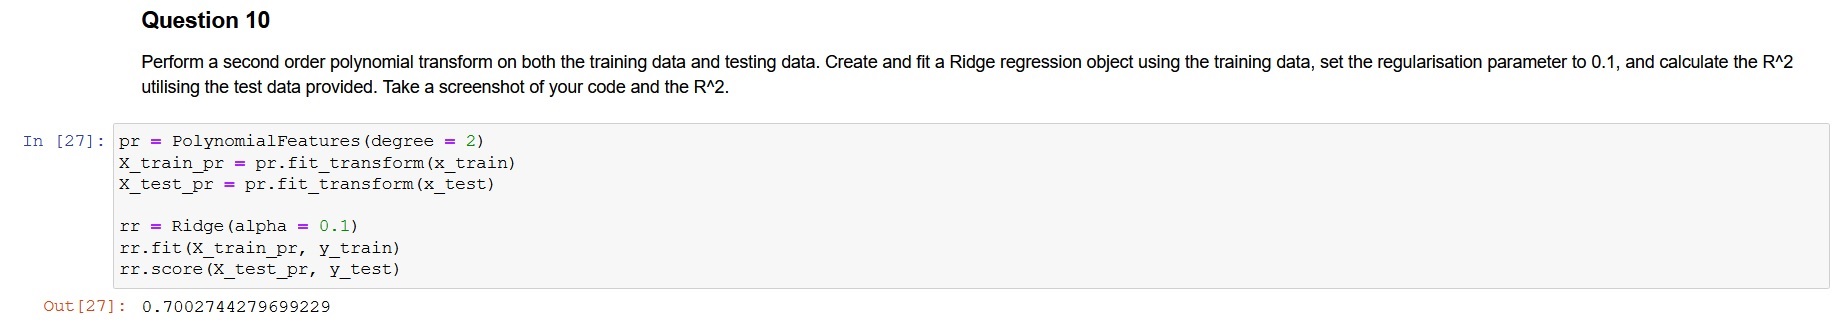 Question 10
Perform a second order polynomial transform on both the training data and testing data. Create and fit a Ridge regression object using the training data, set the regularisation parameter to 0.1, and calculate the R^2
utilising the test data provided. Take a screenshot of your code and the R^2.
In [27]: pr = PolynomialFeatures(degree = 2)
X_train_pr = pr.fit_transform(x_train)
X_test_pr = pr.fit_transform(x_test)
rr = Ridge(alpha = 0.1)
rr.fit(X_train_pr, y_train)
rr.score(X_test_pr, y_test)
Out[27]: 0.7002744279699229